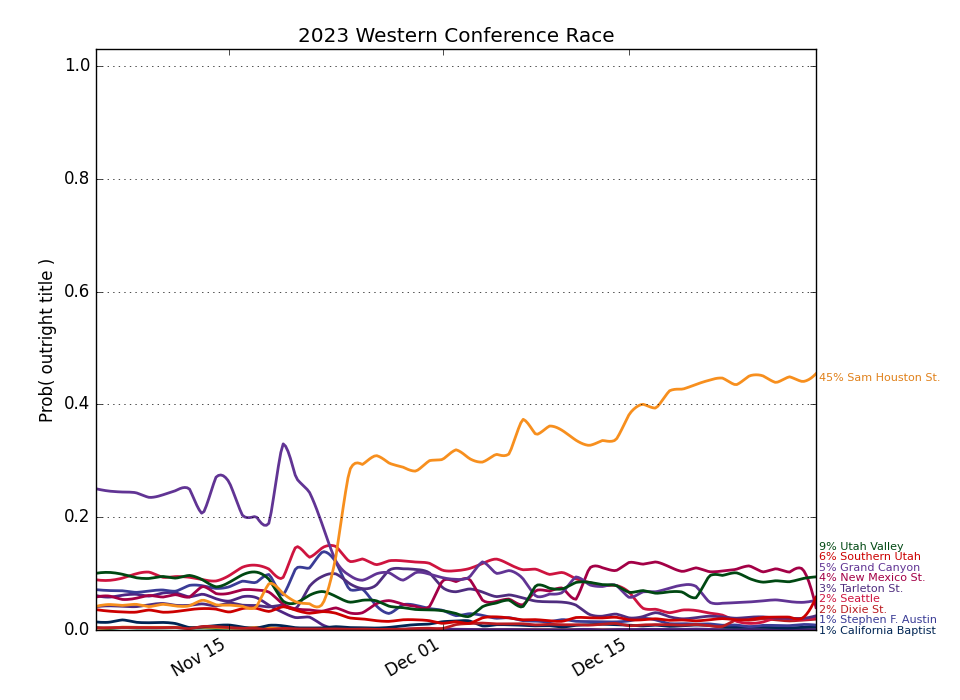 2023 Western Conference Race
Prob( outright title )
1.0
0.8
0.6
0.4
0.2
0.0
Nov 15
Dec 01
Dec 15
45% Sam Houston St.
9% Utah Valley
6% Southern Utah
5% Grand Canyon
4% New Mexico St.
3% Tarleton St.
2% Seattle
2% Dixie St.
1% Stephen F. Austin
1% California Baptist